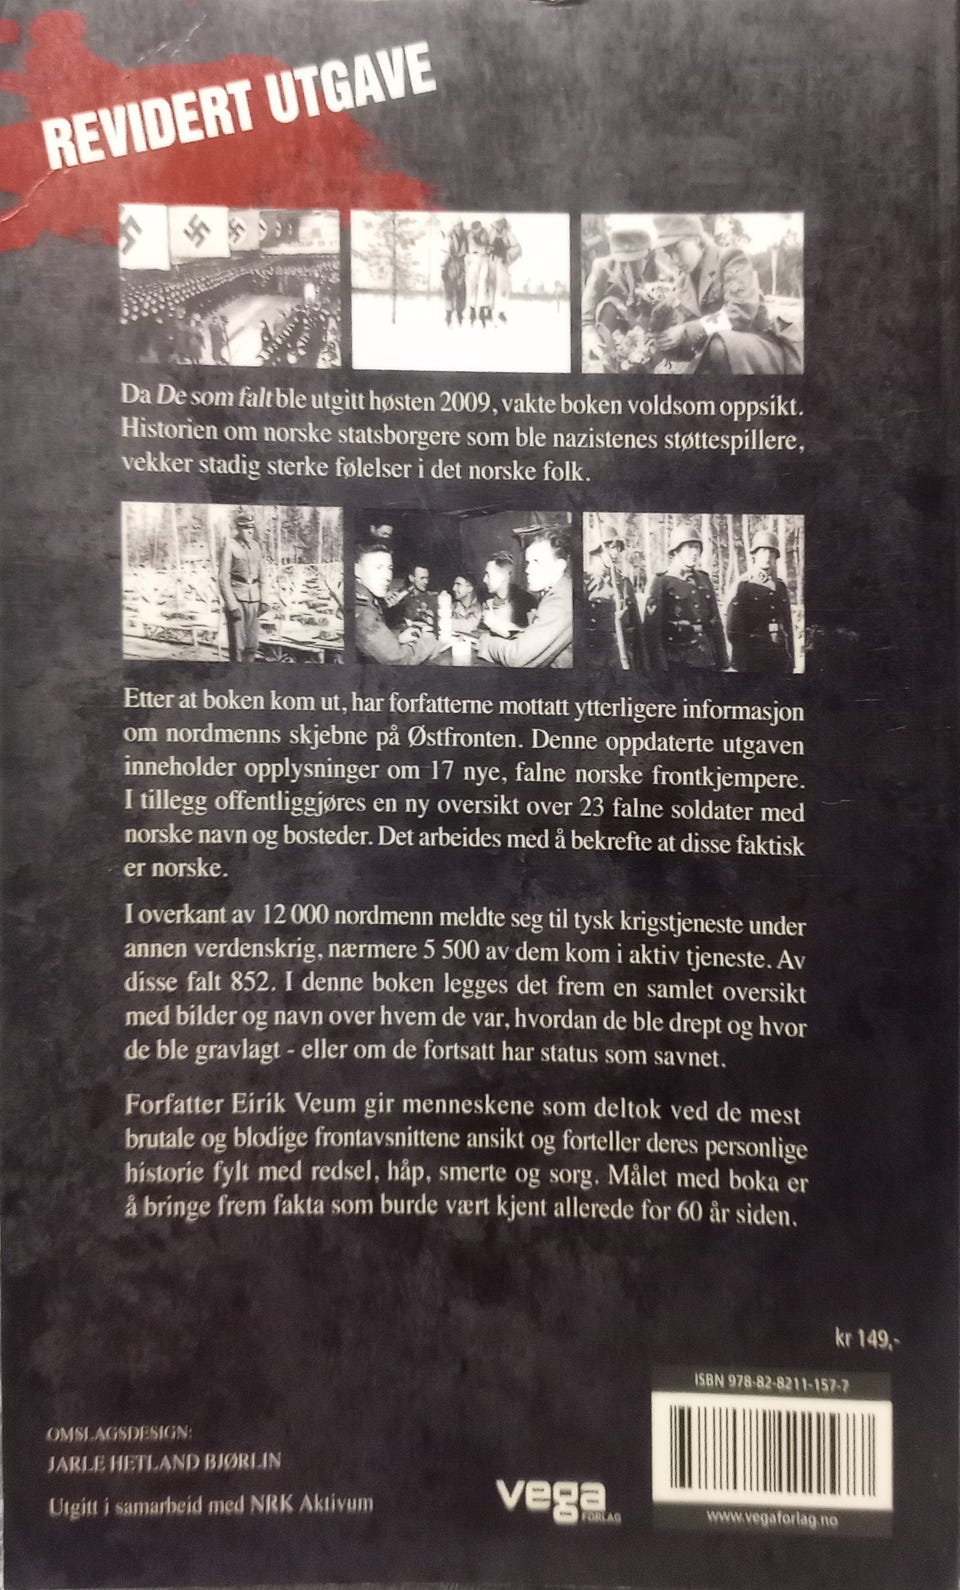 REVIDERT UTGAVE
Da De som falt ble utgitt høsten 2009, vakte boken voldsom oppsikt.
Historien om norske statsborgere som ble nazistenes støttespillere,
vekker stadig sterke følelser i det norske folk.
Etter at boken kom ut, har forfatterne mottatt ytterligere informasjon
om nordmenns skjebne på Østfronten. Denne oppdaterte utgaven
inneholder opplysninger om 17 nye, falne norske frontkjempere.
I tillegg offentliggjøres en ny oversikt over 23 falne soldater med
norske navn og bosteder. Det arbeides med å bekrefte at disse faktisk
er norske.
I overkant av 12 000 nordmenn meldte seg til tysk krigstjeneste under
annen verdenskrig, nærmere 5 500 av dem kom i aktiv tjeneste. Av
disse falt 852. I denne boken legges det frem en samlet oversikt
med bilder og navn over hvem de var, hvordan de ble drept og hvor
de ble gravlagt - eller om de fortsatt har status som savnet.
Forfatter Eirik Veum gir menneskene som deltok ved de mest
brutale og blodige frontavsnittene ansikt og forteller deres personlige
historie fylt med redsel, håp, smerte og sorg. Målet med boka er
å bringe frem fakta som burde vært kjent allerede for 60 år siden.
kr 149,-
ISBN 978-82-8211-157-7
OMSLAGSDESIGN:
JARLE HETLAND BJØRLIN
Utgitt i samarbeid med NRK Aktivum
vega
FORLAG
www.vegaforlag.no